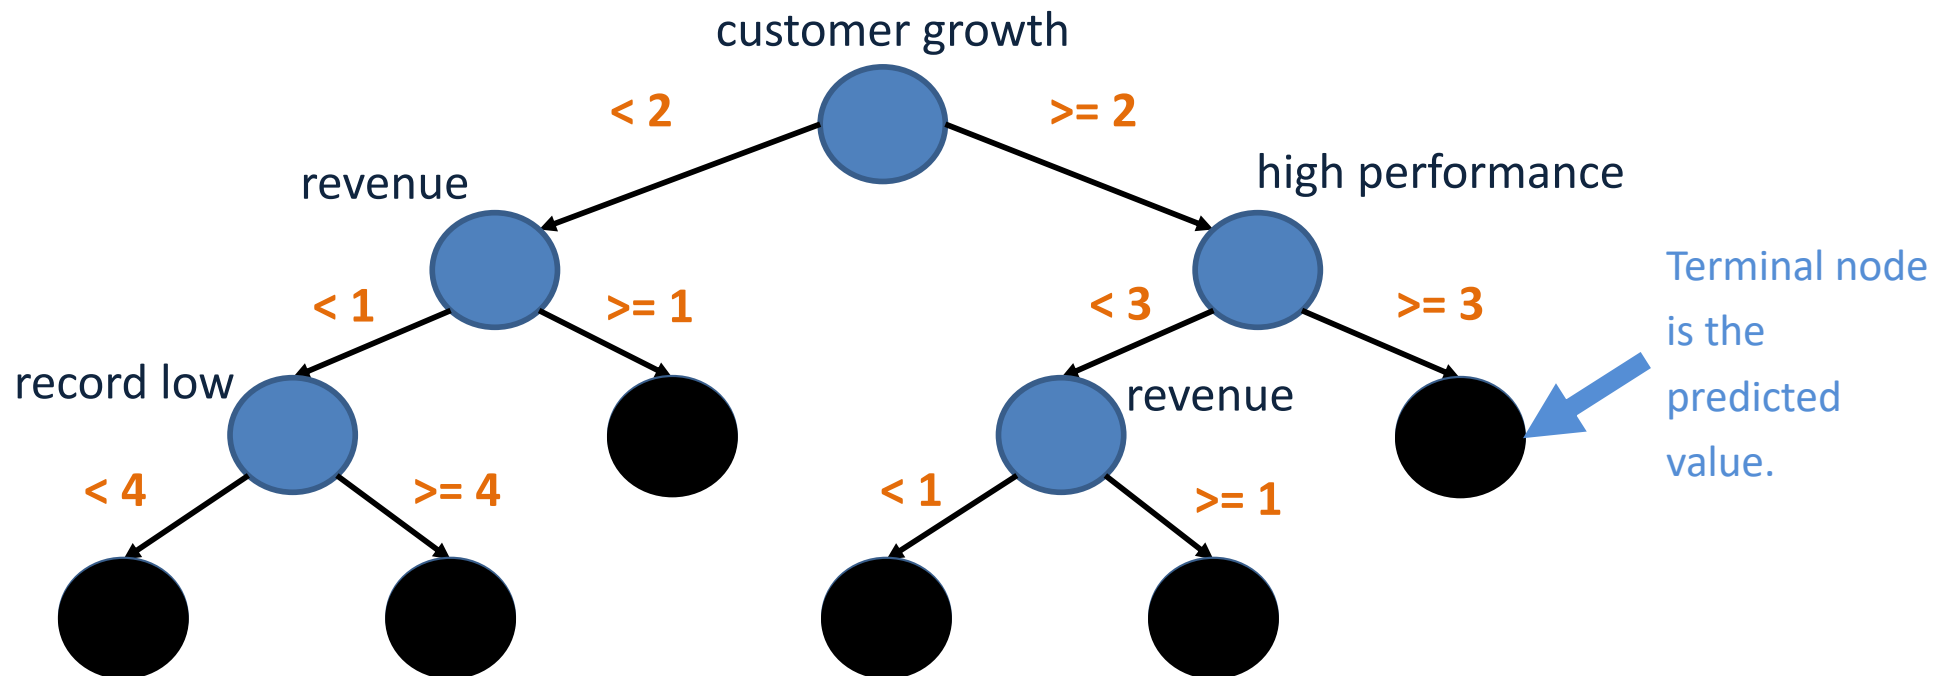 customer growth
< 2
>= 2
revenue
high performance
< 1
>= 1
< 3
>= 3
Terminal node
is the
predicted
value.
record low
revenue
< 4
>= 4
< 1
>= 1